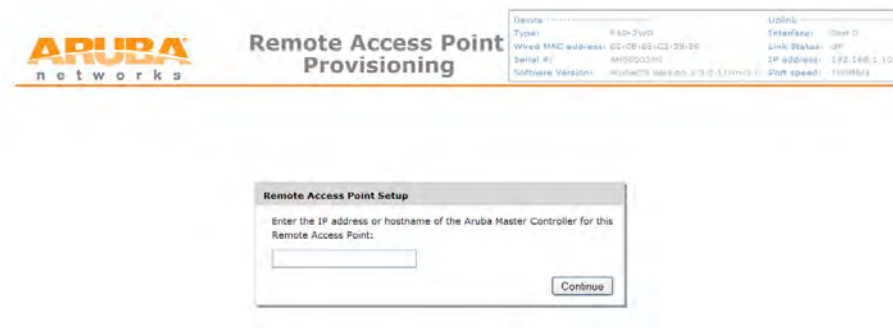 ARUBA
networks
Remote Access Point
Provisioning
Device
Type:
Wired MAC address:
Serial #:
Software Version:
Uplink
Interface:
Link Status:
IP address:
Port speed:
Remote Access Point Setup
Enter the IP address or hostname of the Aruba Master Controller for this
Remote Access Point:
Continue